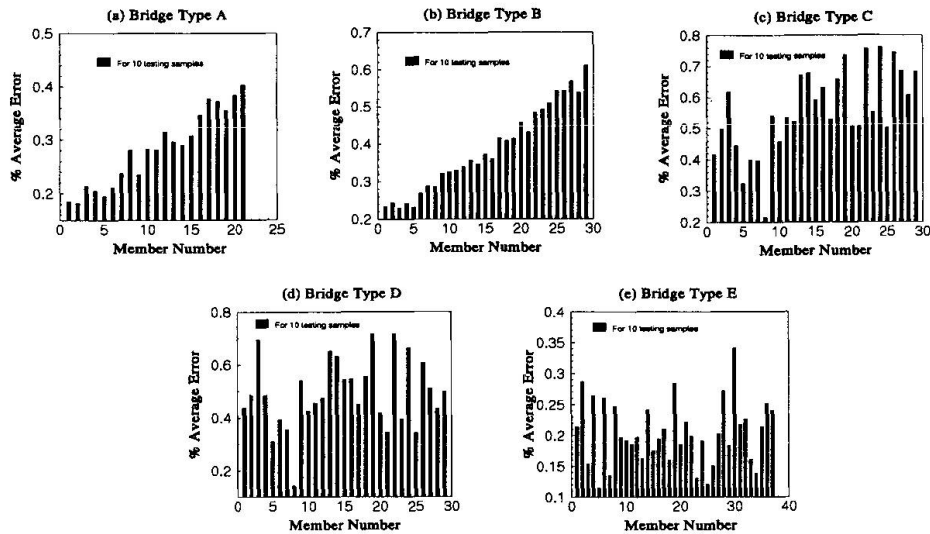 (a) Bridge Type A
0.5
0.4
0.3
0.2
% Average Error
For 10 testing samples
0 5 10 15 20 25
Member Number
(b) Bridge Type B
0.7
0.6
0.5
0.4
0.3
0.2
% Average Error
For 10 testing samples
0 5 10 15 20 25 30
Member Number
(c) Bridge Type C
0.8
0.7
0.6
0.5
0.4
0.3
0.2
% Average Error
For 10 testing samples
0 5 10 15 20 25 30
Member Number
(d) Bridge Type D
0.8
0.6
0.4
0.2
% Average Error
For 10 testing samples
0 5 10 15 20 25 30
Member Number
(e) Bridge Type E
0.4
0.35
0.3
0.25
0.2
0.15
0.1
% Average Error
For 10 testing samples
0 10 20 30 40
Member Number